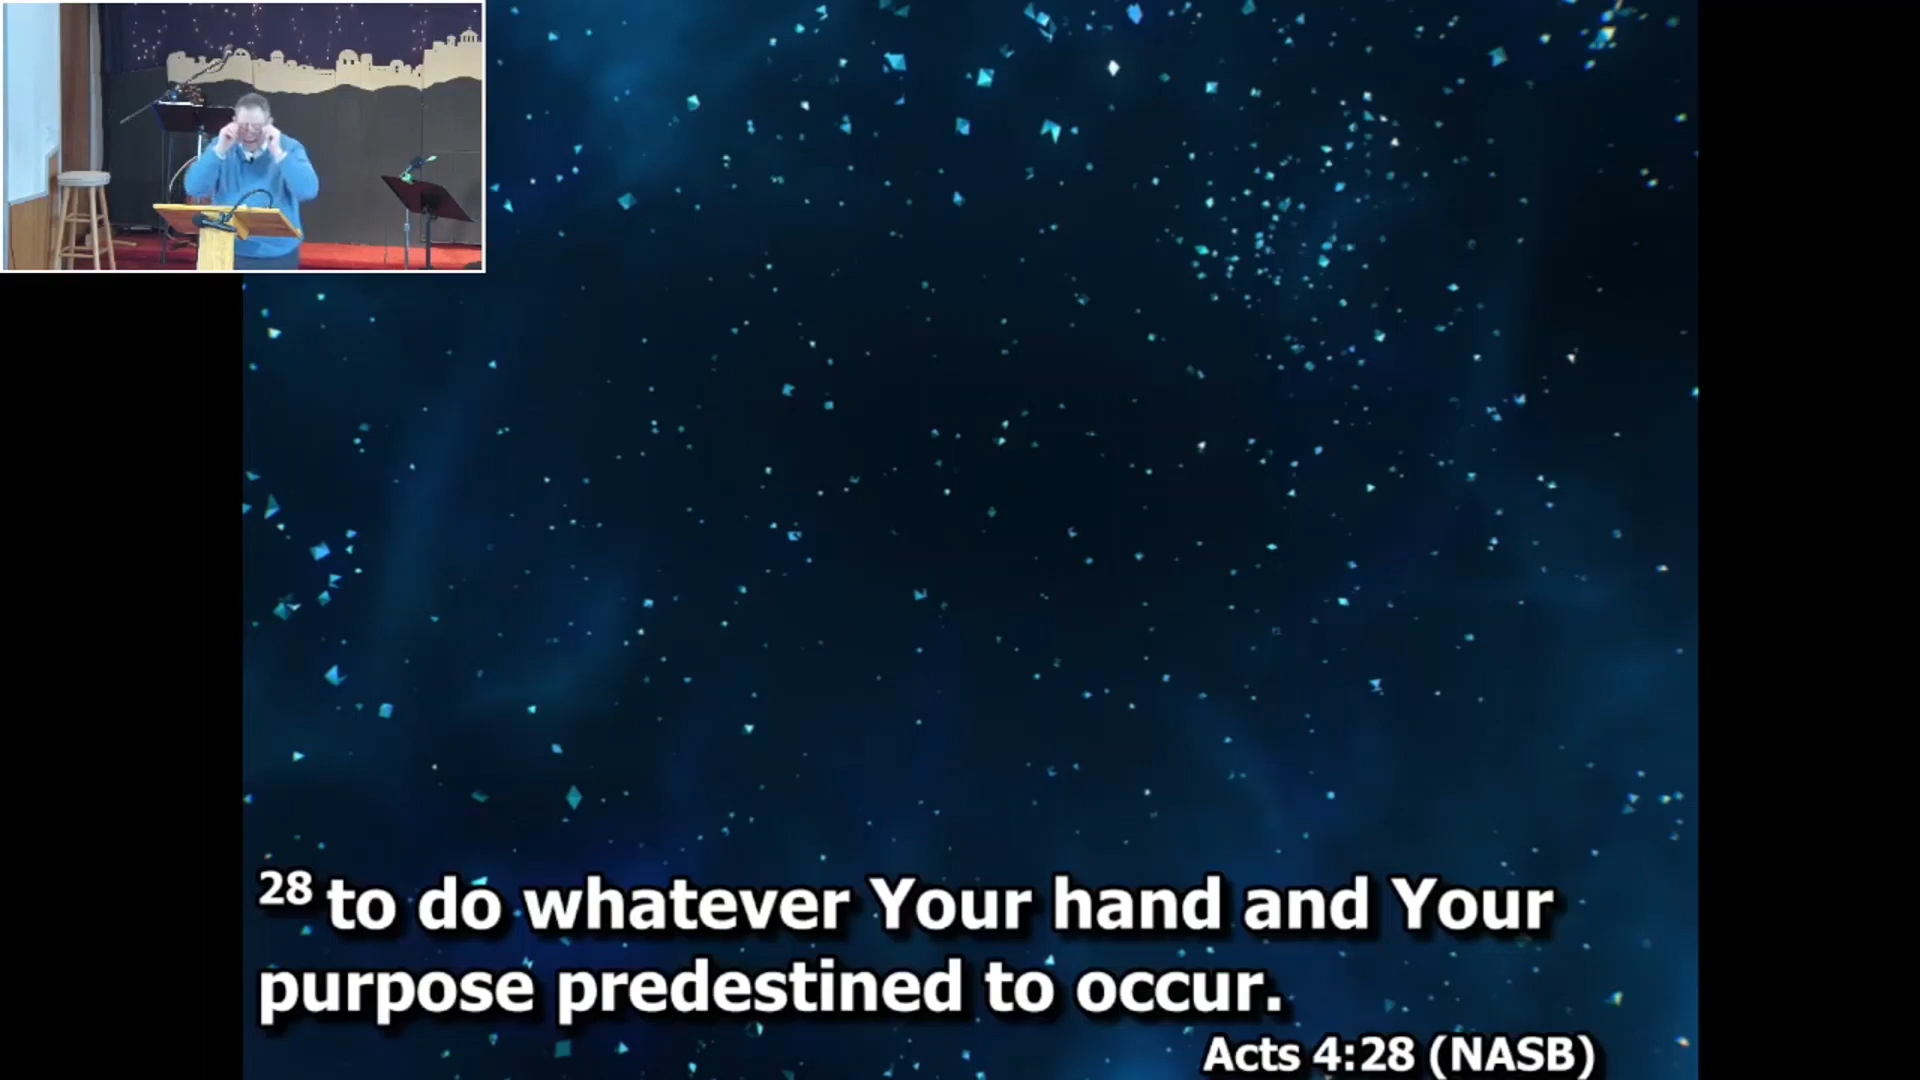 28 to do whatever Your hand and Your
purpose predestined to occur.
Acts 4:28 (NASB)